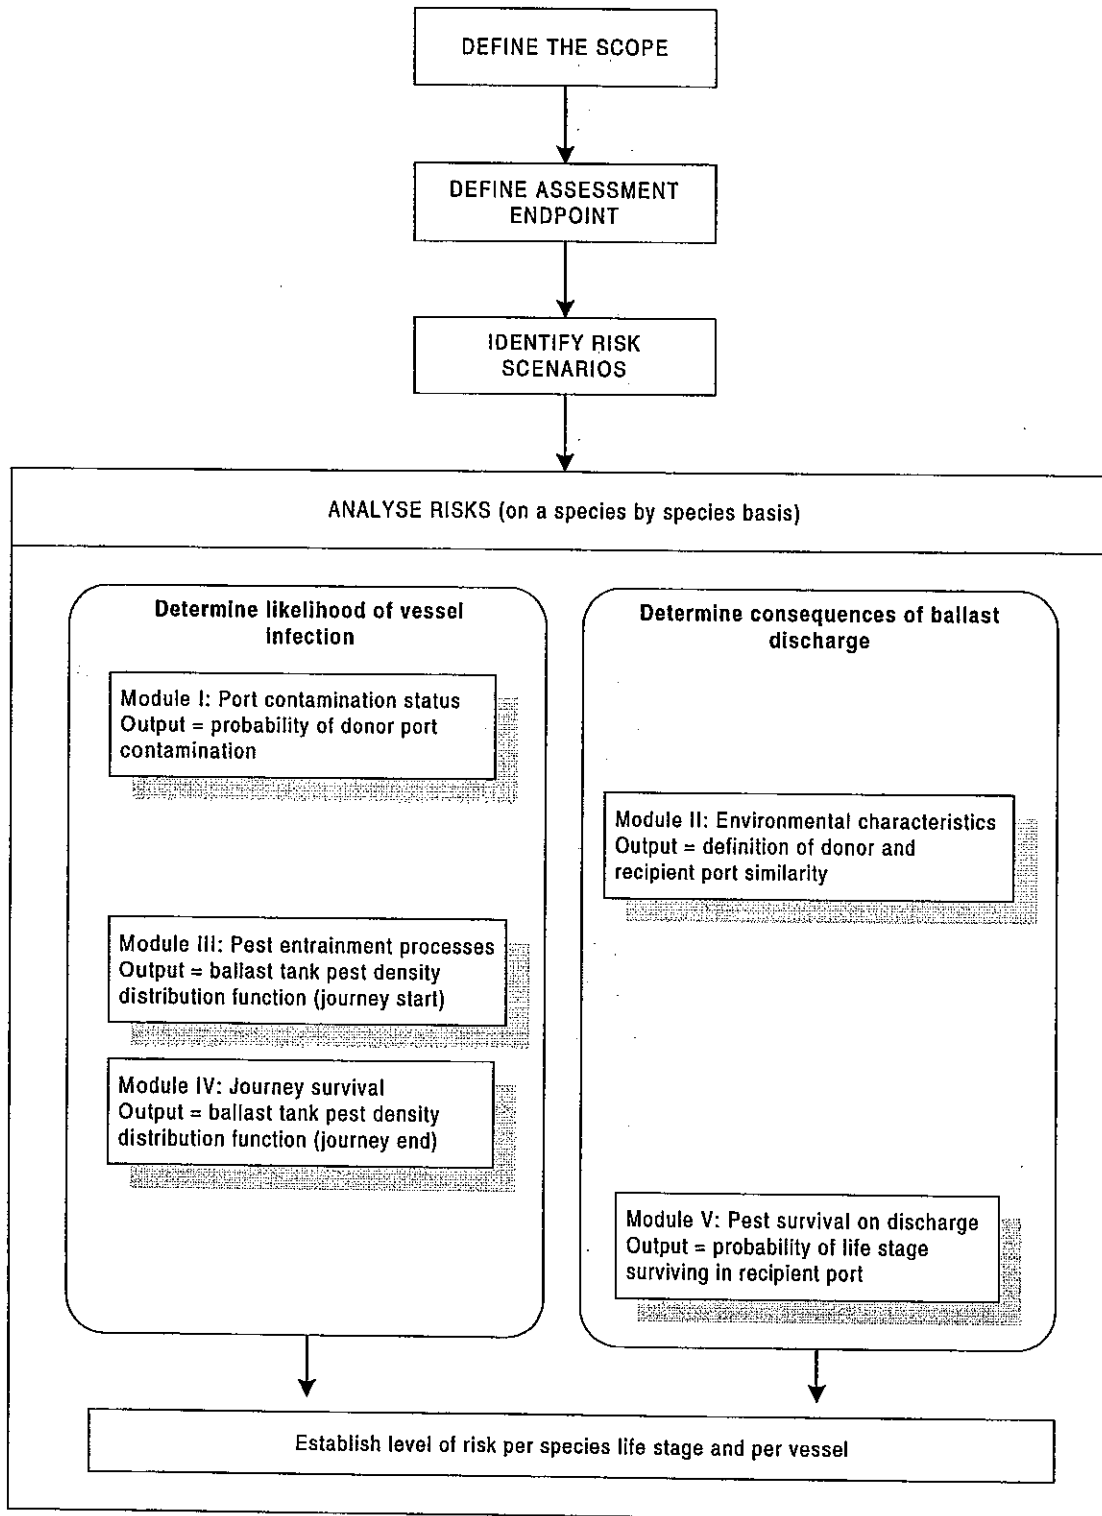 DEFINE THE SCOPE
DEFINE ASSESSMENT
ENDPOINT
IDENTIFY RISK
SCENARIOS
ANALYSE RISKS (on a species by species basis)
Determine likelihood of vessel
infection
Module I: Port contamination status
Output = probability of donor port
contamination
Module III: Pest entrainment processes
Output = ballast tank pest density
distribution function (journey start)
Module IV: Journey survival
Output = ballast tank pest density
distribution function (journey end)
Determine consequences of ballast
discharge
Module II: Environmental characteristics
Output = definition of donor and
recipient port similarity
Module V: Pest survival on discharge
Output = probability of life stage
surviving in recipient port
Establish level of risk per species life stage and per vessel